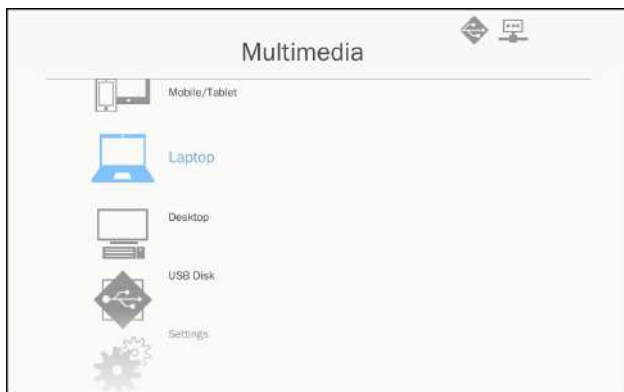 Multimedia
Mobile/Tablet
Laptop
Desktop
USB Disk
Settings